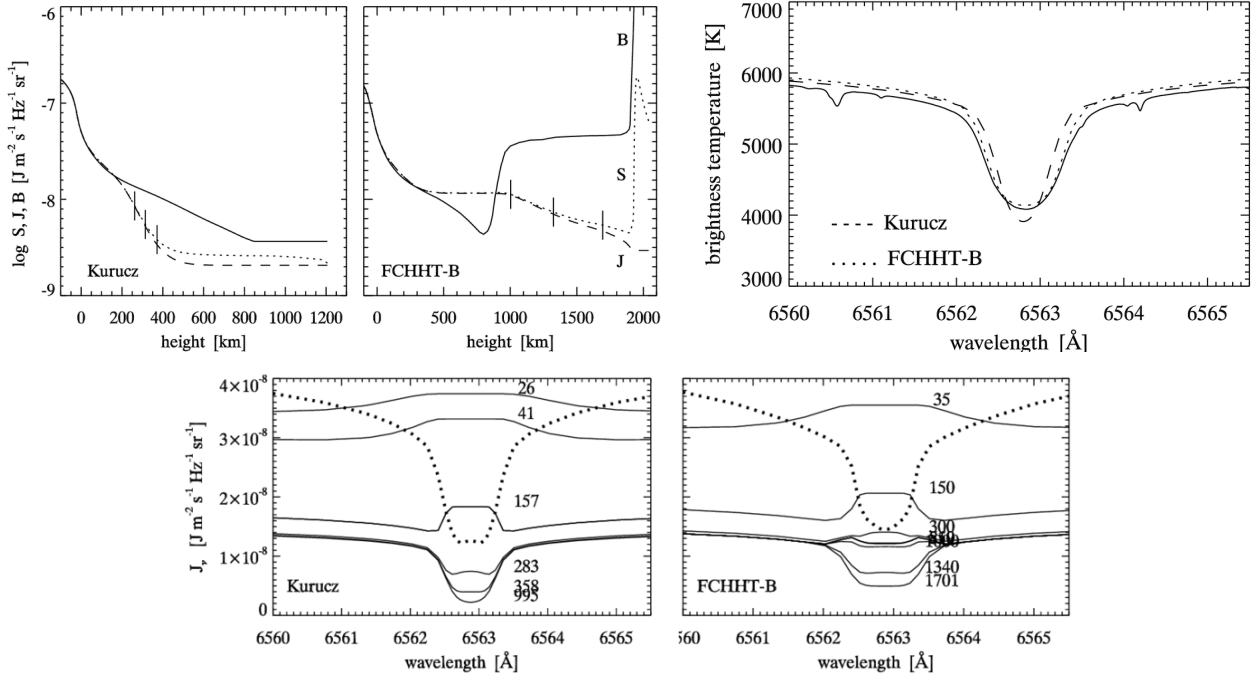 -6
-7
-8
-9
log S, J, B [J m⁻² s⁻¹ Hz⁻¹ sr⁻¹]
Kurucz
0 200 400 600 800 1000 1200
height [km]
B
S
J
FCHHT-B
0 500 1000 1500 2000
height [km]
7000
6000
5000
4000
3000
brightness temperature [K]
Kurucz
FCHHT-B
6560 6561 6562 6563 6564 6565
wavelength [Å]
4×10⁻⁸
3×10⁻⁸
2×10⁻⁸
1×10⁻⁸
0
Jᵥ [J m⁻² s⁻¹ Hz⁻¹ sr⁻¹]
26
41
157
283
358
995
Kurucz
6560 6561 6562 6563 6564 6565
wavelength [Å]
35
150
300
1340
1701
FCHHT-B
560 6561 6562 6563 6564 6565
wavelength [Å]